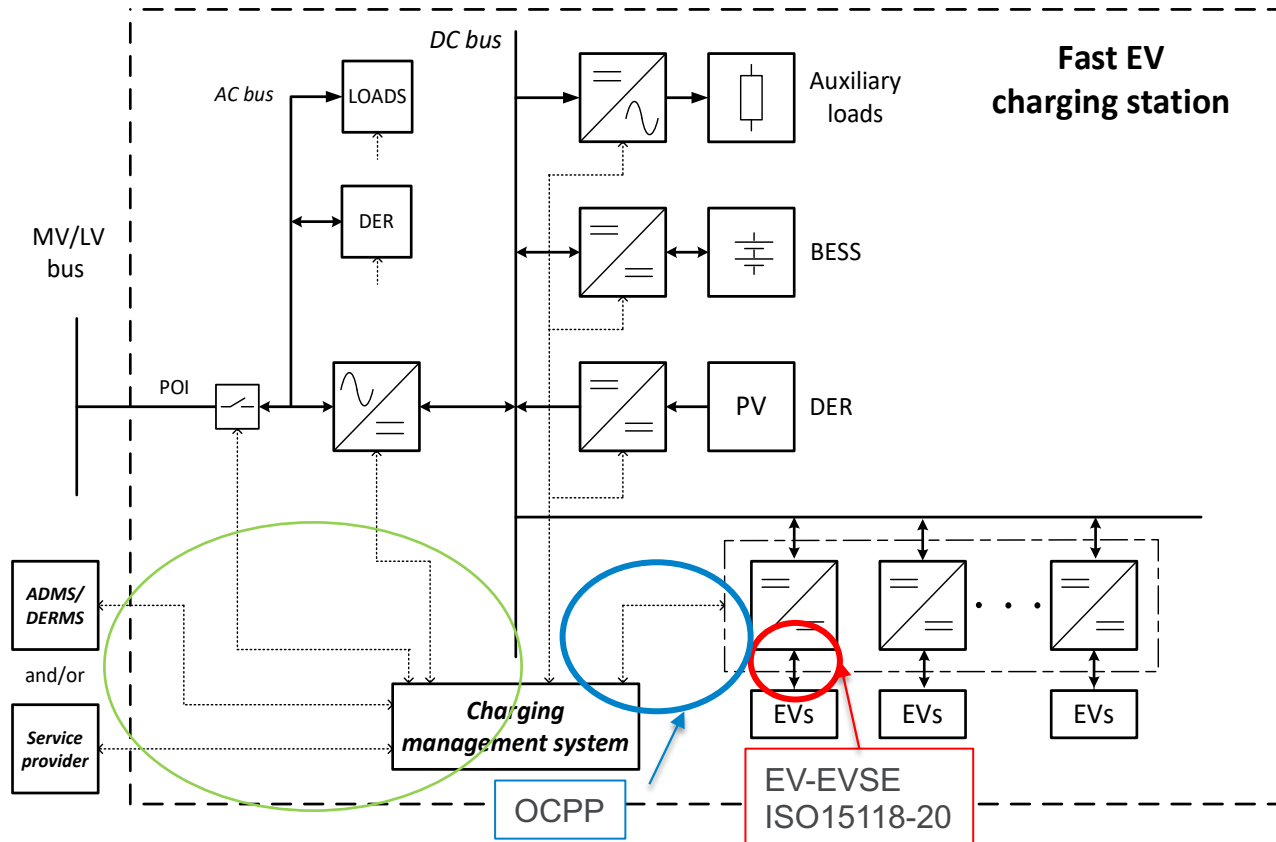 DC bus
Fast EV
charging station
AC bus
LOADS
Auxiliary
loads
DER
MV/LV
bus
BESS
POI
PV
DER
ADMS/
DERMS
and/or
Service
provider
Charging
management system
EVs
EVs
EVs
OCPP
EV-EVSE
ISO15118-20